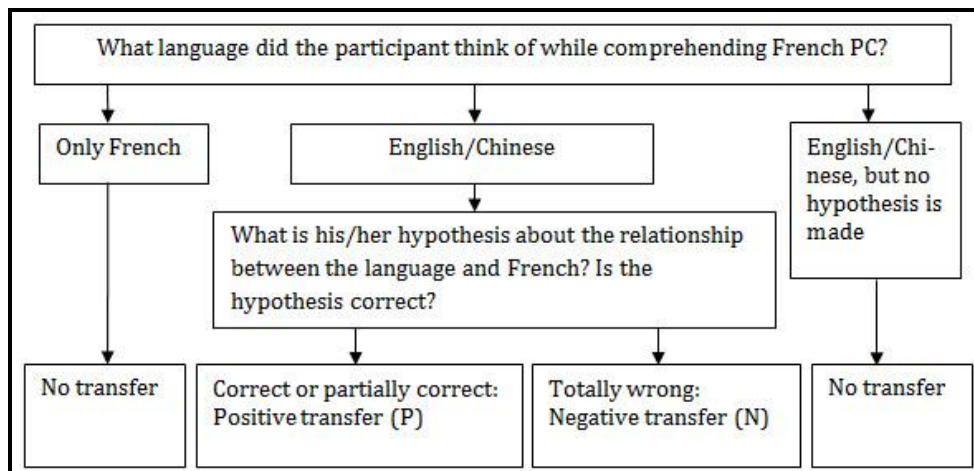 What language did the participant think of while comprehending French PC?
Only French
English/Chinese
English/Chi-
nese, but no
hypothesis is
made
What is his/her hypothesis about the relationship
between the language and French? Is the
hypothesis correct?
No transfer
Correct or partially correct:
Positive transfer (P)
Totally wrong:
Negative transfer (N)
No transfer